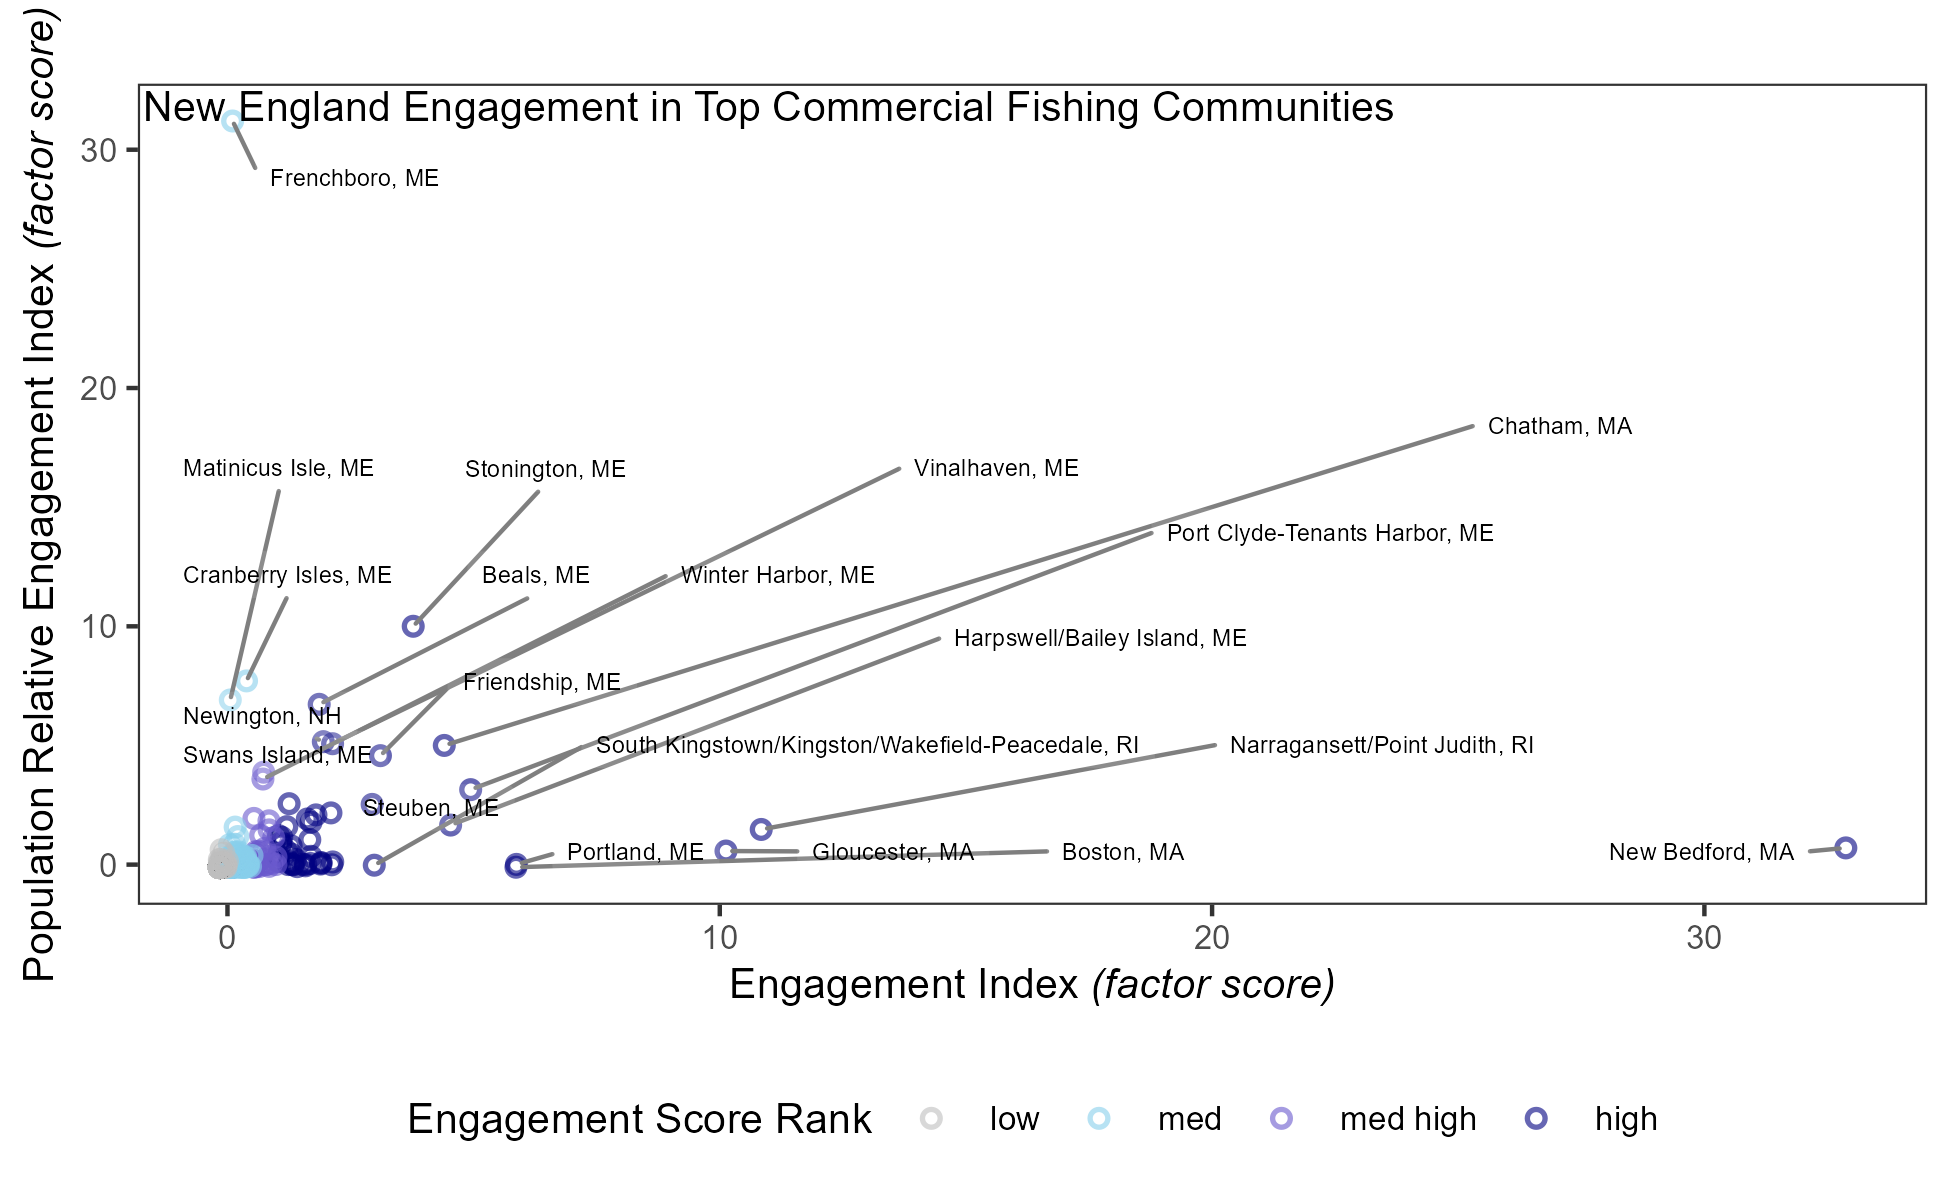 New England Engagement in Top Commercial Fishing Communities
Population Relative Engagement Index (factor score)
30
20
10
0
Frenchboro, ME
Chatham, MA
Matinicus Isle, ME
Stonington, ME
Vinalhaven, ME
Port Clyde-Tenants Harbor, ME
Cranberry Isles, ME
Beals, ME
Winter Harbor, ME
Harpswell/Bailey Island, ME
Friendship, ME
Newington, NH
Swans Island, ME
South Kingstown/Kingston/Wakefield-Peacedale, RI
Narragansett/Point Judith, RI
Steuben, ME
Portland, ME
Gloucester, MA
Boston, MA
New Bedford, MA
0
10
20
30
Engagement Index (factor score)
Engagement Score Rank
low
med
med high
high